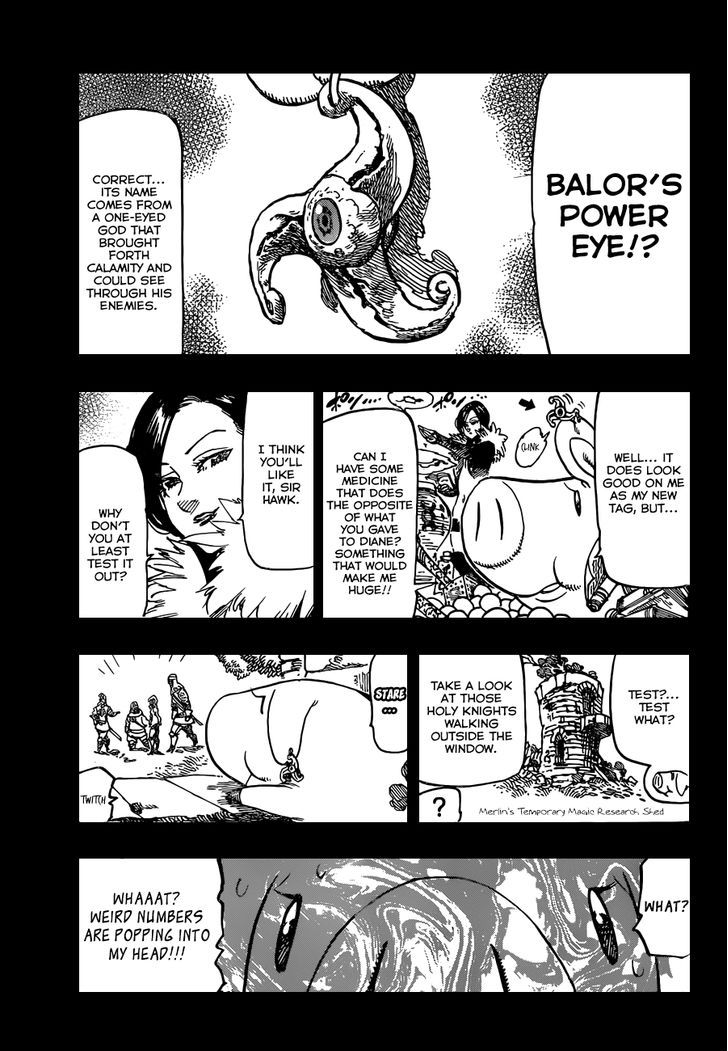 BALOR'S
POWER
EYE!?
CORRECT...
ITS NAME
COMES FROM
A ONE-EYED
GOD THAT
BROUGHT
FORTH
CALAMITY AND
COULD SEE
THROUGH HIS
ENEMIES.
WELL... IT
DOES LOOK
GOOD ON ME
AS MY NEW
TAG, BUT...
CLINK
CAN I
HAVE SOME
MEDICINE
THAT DOES
THE OPPOSITE
OF WHAT
YOU GAVE
TO DIANE?
SOMETHING
THAT WOULD
MAKE ME
HUGE!!
I THINK
YOU'LL
LIKE
IT, SIR
HAWK.
WHY
DON'T
YOU AT
LEAST
TEST IT
OUT?
TEST?...
TEST
WHAT?
TAKE A LOOK
AT THOSE
HOLY KNIGHTS
WALKING
OUTSIDE THE
WINDOW.
?
Merlin's Temporary Magic Research Shed
STARE
...
TWITCH
WHAT?
WHAAAT?
WEIRD NUMBERS
ARE POPPING INTO
MY HEAD!!!